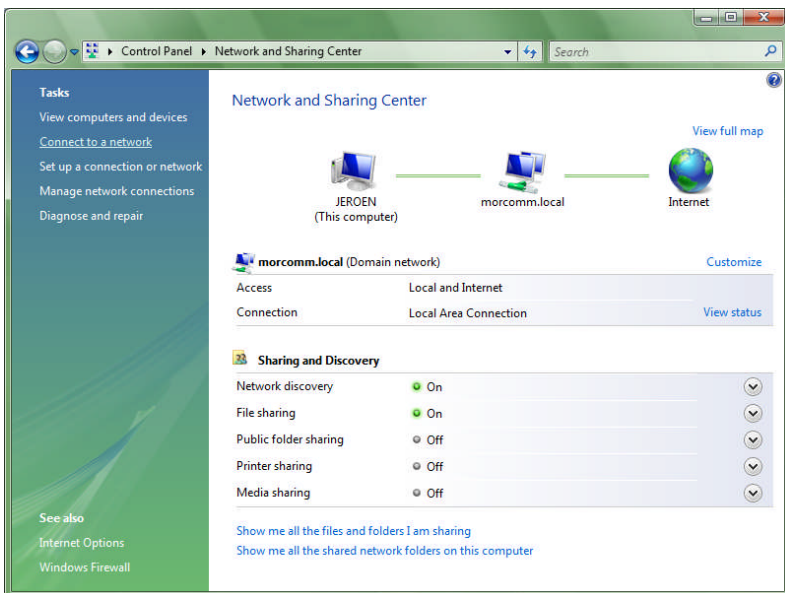 Control Panel Network and Sharing Center
Search
Tasks
View computers and devices
Connect to a network
Set up a connection or network
Manage network connections
Diagnose and repair
See also
Internet Options
Windows Firewall
Network and Sharing Center
View full map
JEROEN
(This computer)
morcomm.local
Internet
morcomm.local (Domain network) Customize
Access Local and Internet
Connection Local Area Connection View status
Sharing and Discovery
Network discovery On
File sharing On
Public folder sharing Off
Printer sharing Off
Media sharing Off
Show me all the files and folders I am sharing
Show me all the shared network folders on this computer